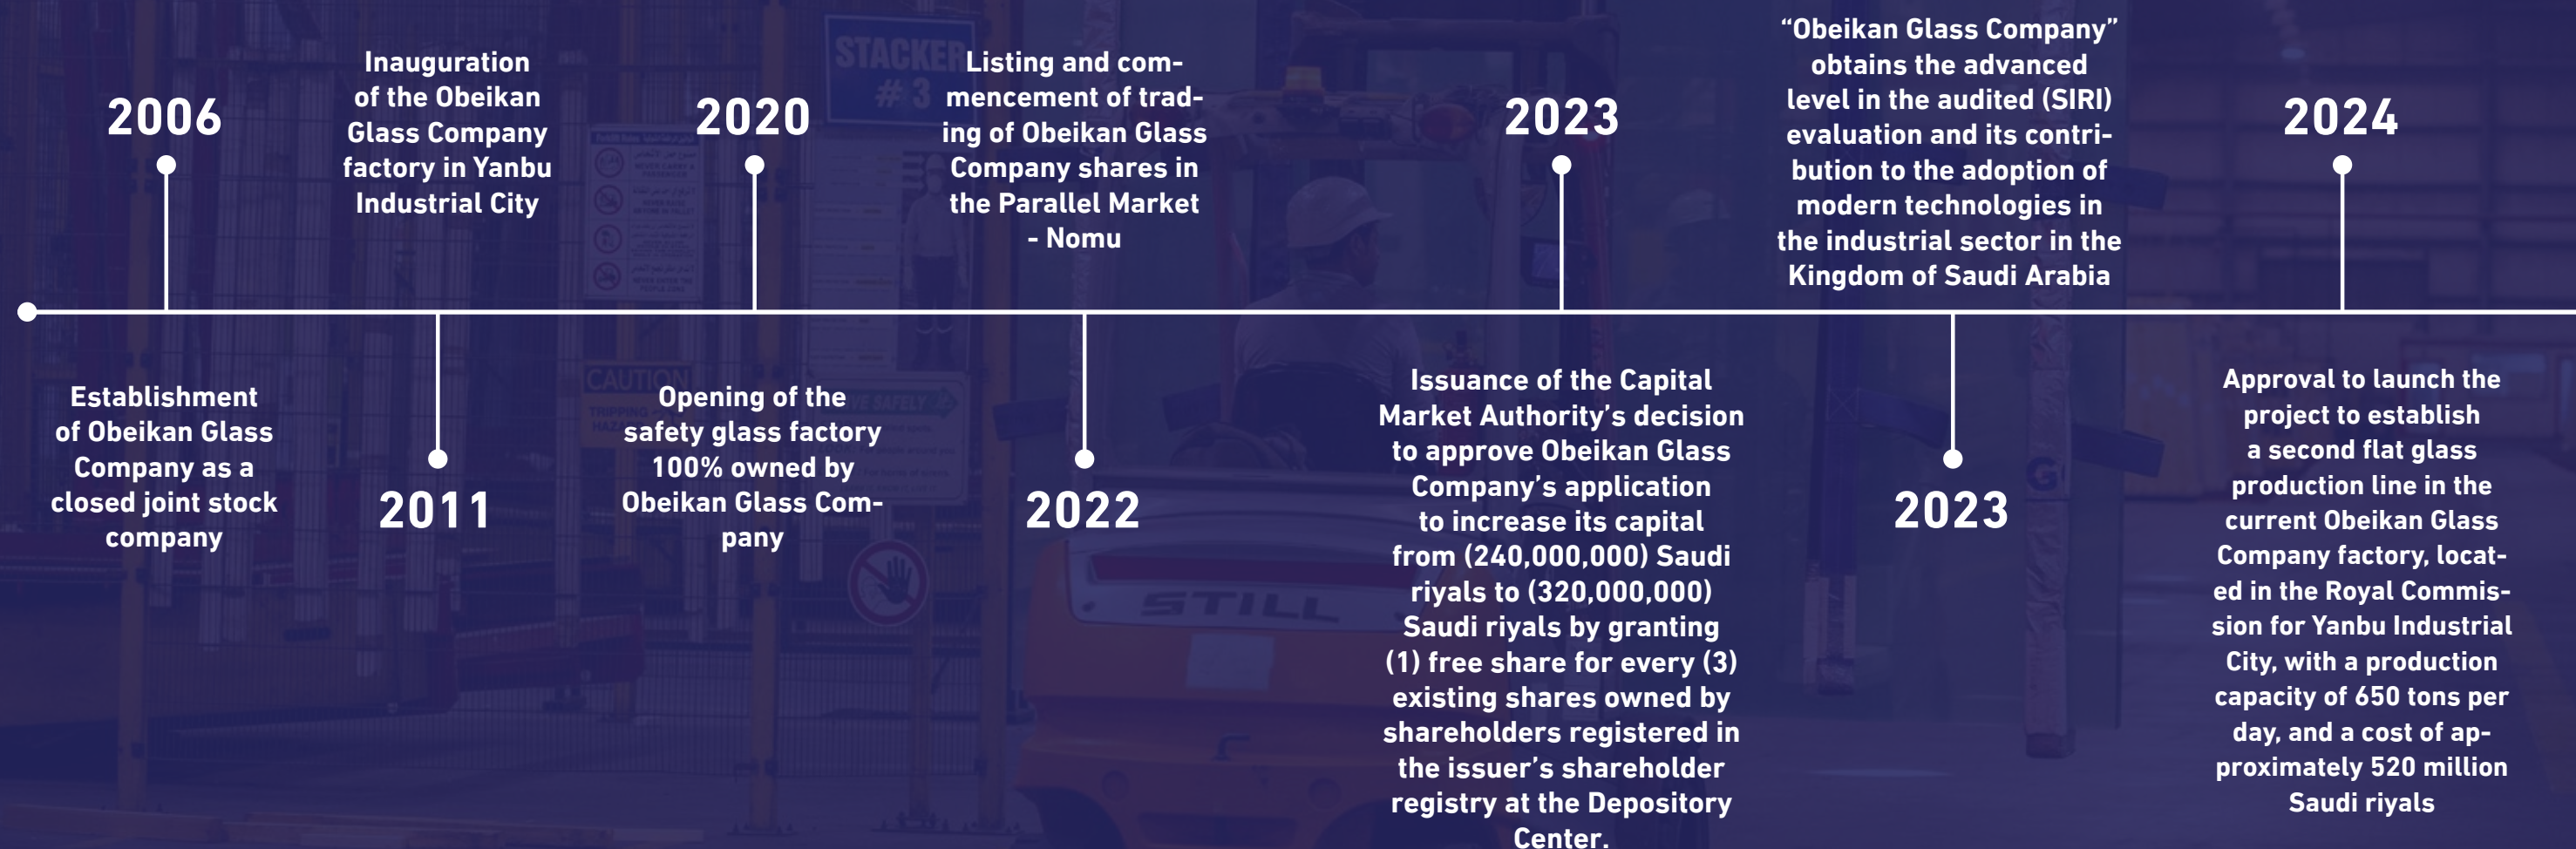 2006
Establishment
of Obeikan Glass
Company as a
closed joint stock
company
Inauguration
of the Obeikan
Glass Company
factory in Yanbu
Industrial City
2011
2020
Opening of the
safety glass factory
100% owned by
Obeikan Glass Com-
pany
Listing and com-
mencement of trad-
ing of Obeikan Glass
Company shares in
the Parallel Market
- Nomu
2022
2023
Issuance of the Capital
Market Authority’s decision
to approve Obeikan Glass
Company’s application
to increase its capital
from (240,000,000) Saudi
riyals to (320,000,000)
Saudi riyals by granting
(1) free share for every (3)
existing shares owned by
shareholders registered in
the issuer’s shareholder
registry at the Depository
Center.
“Obeikan Glass Company”
obtains the advanced
level in the audited (SIRI)
evaluation and its contri-
bution to the adoption of
modern technologies in
the industrial sector in the
Kingdom of Saudi Arabia
2023
2024
Approval to launch the
project to establish
a second flat glass
production line in the
current Obeikan Glass
Company factory, locat-
ed in the Royal Commis-
sion for Yanbu Industrial
City, with a production
capacity of 650 tons per
day, and a cost of ap-
proximately 520 million
Saudi riyals
STACKER
# 3
CAUTION
STILL